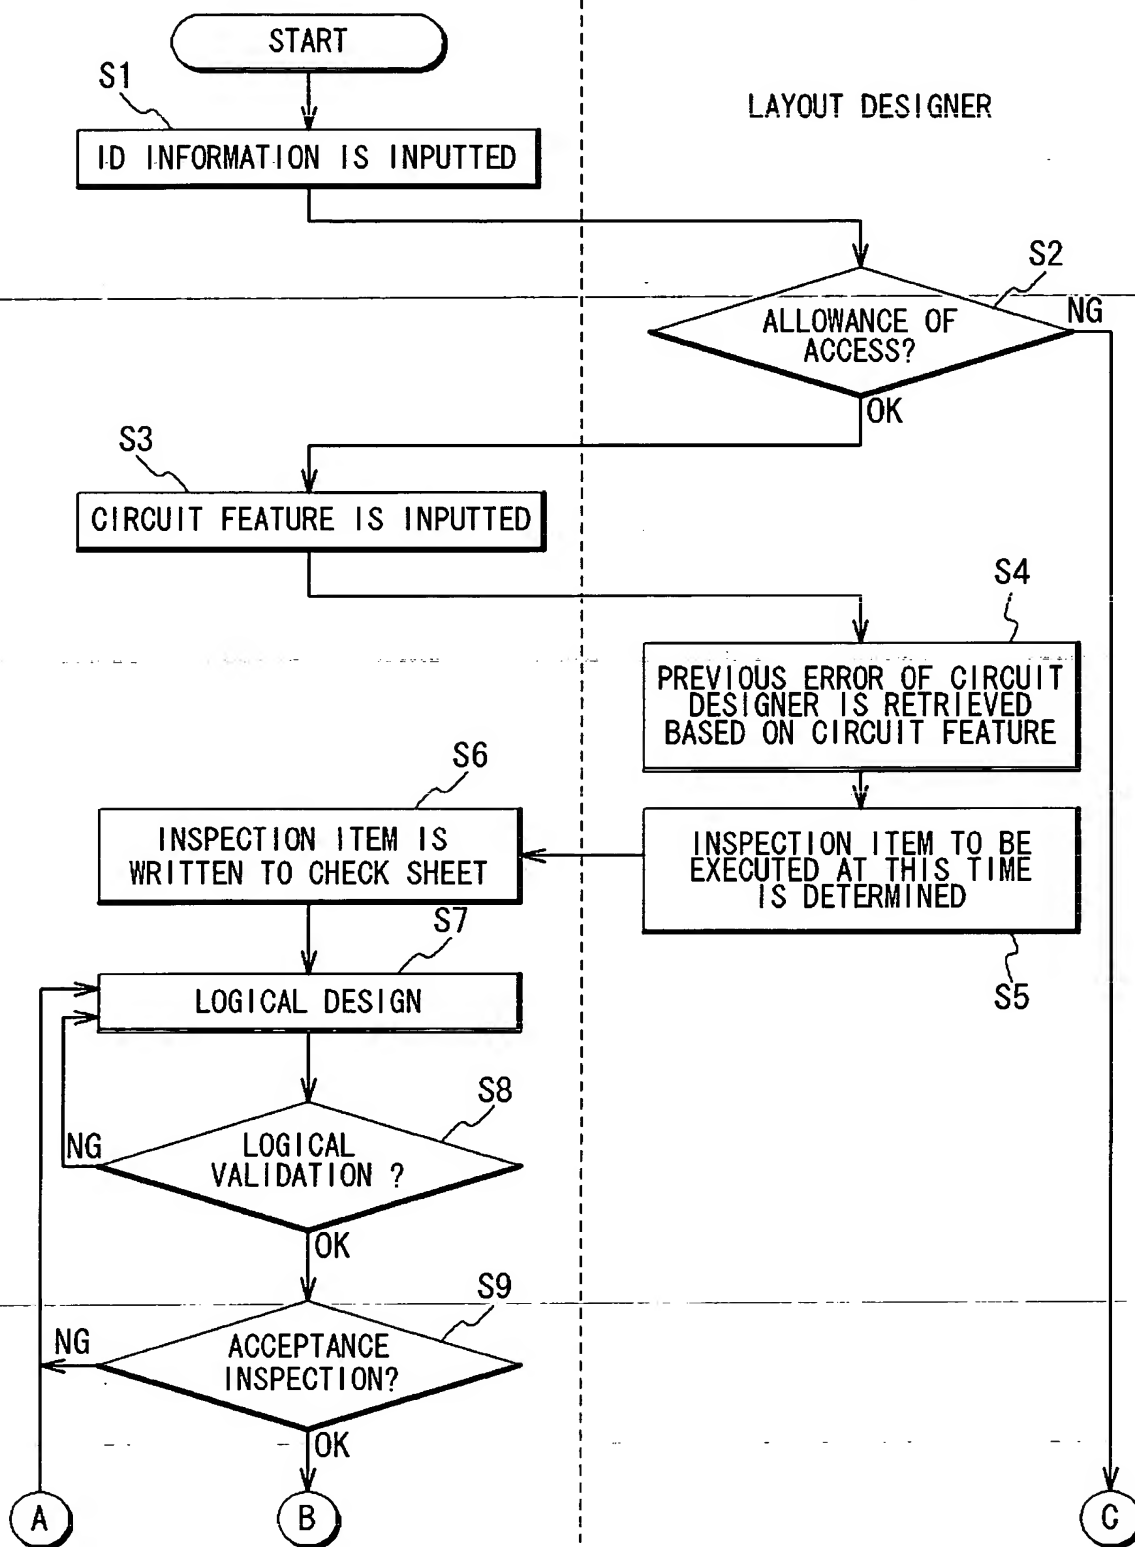 START
S1
LAYOUT DESIGNER
ID INFORMATION IS INPUTTED
S2
NG
ALLOWANCE OF
ACCESS?
OK
S3
CIRCUIT FEATURE IS INPUTTED
S4
PREVIOUS ERROR OF CIRCUIT
DESIGNER IS RETRIEVED
BASED ON CIRCUIT FEATURE
S6
INSPECTION ITEM IS
WRITTEN TO CHECK SHEET
INSPECTION ITEM TO BE
EXECUTED AT THIS TIME
IS DETERMINED
S7
S5
LOGICAL DESIGN
S8
NG
LOGICAL
VALIDATION ?
OK
S9
NG
ACCEPTANCE
INSPECTION?
OK
A
B
C